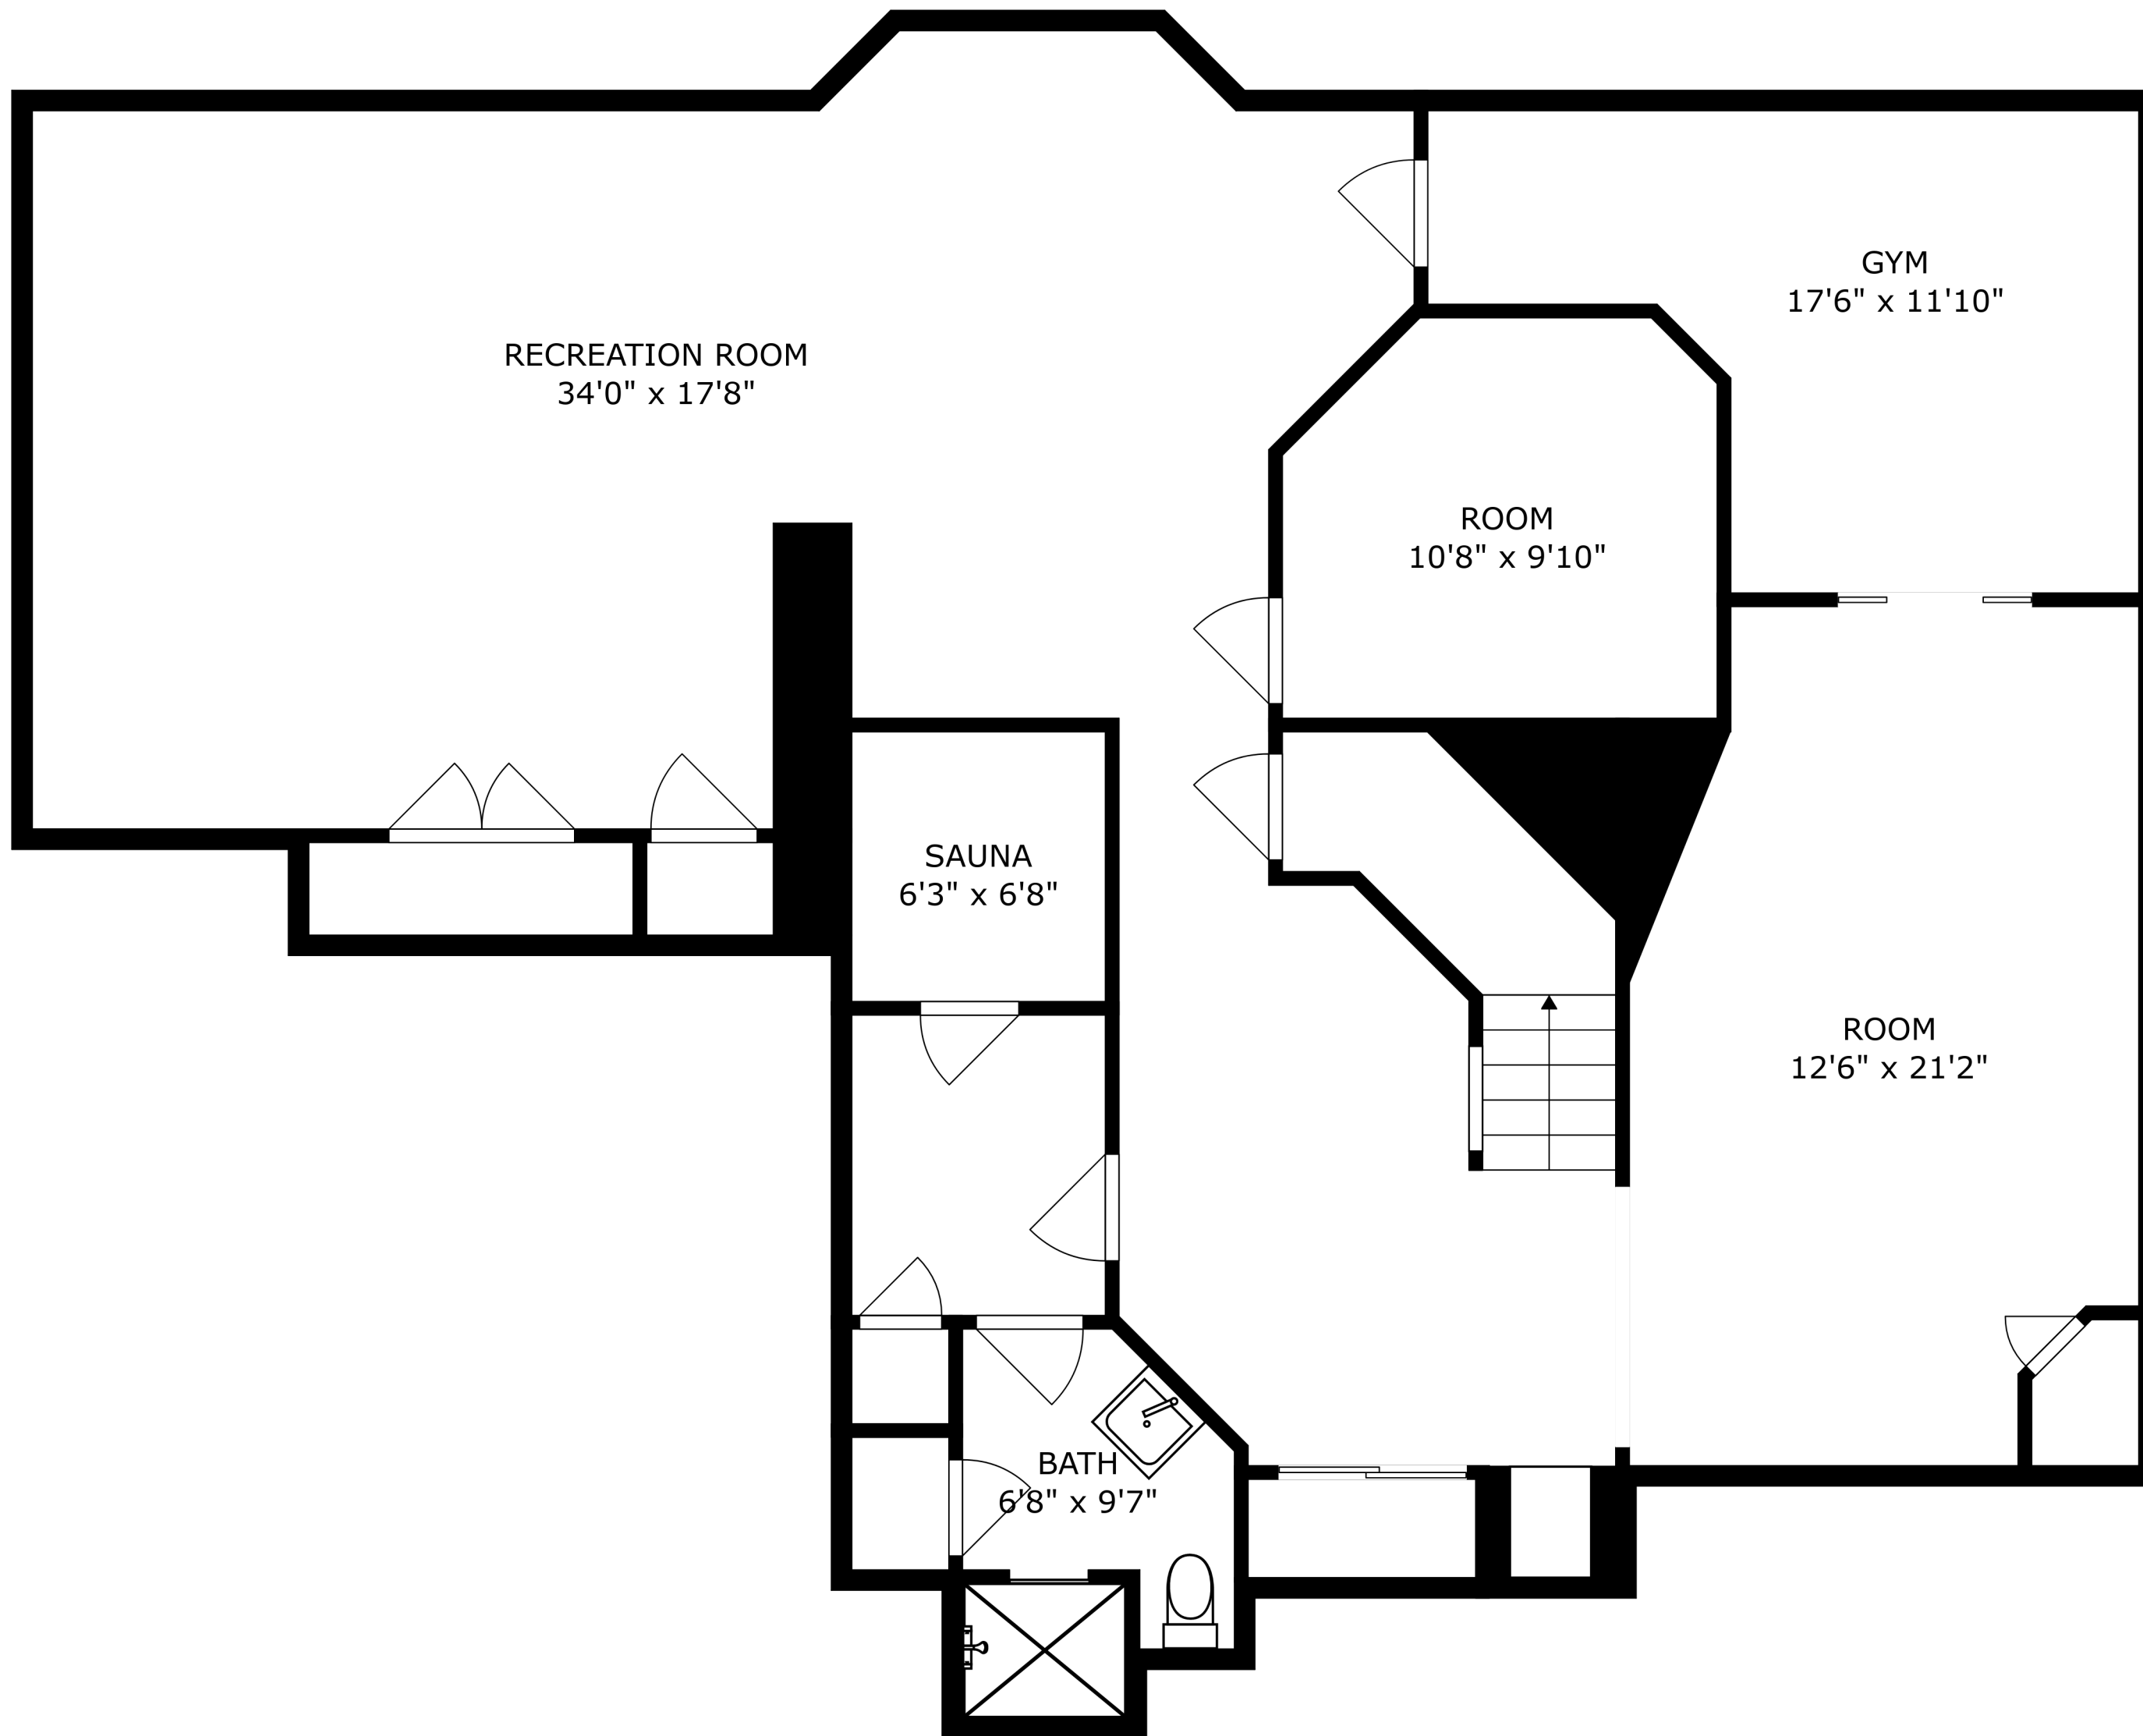 RECREATION ROOM
34'0" x 17'8"
GYM
17'6" x 11'10"
ROOM
10'8" x 9'10"
SAUNA
6'3" x 6'8"
ROOM
12'6" x 21'2"
BATH
6'8" x 9'7"